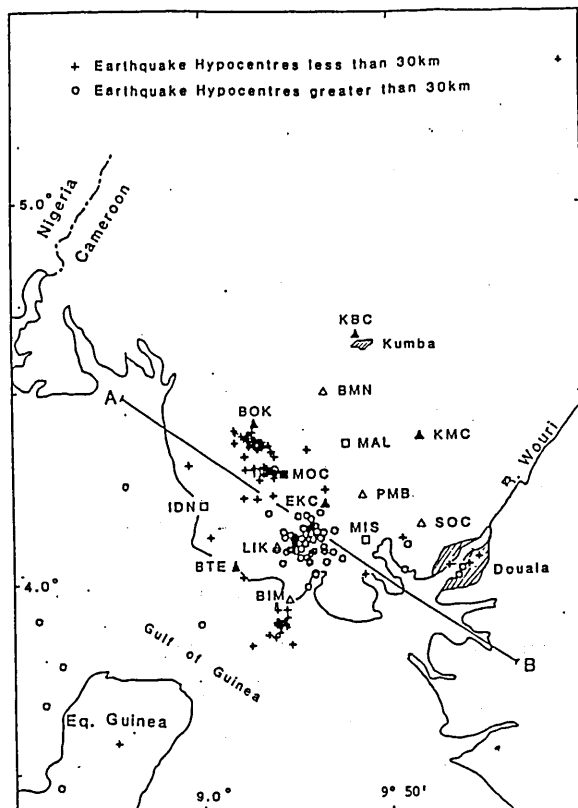 + Earthquake Hypocentres less than 30km
o Earthquake Hypocentres greater than 30km
5.0°
Nigeria
Cameroon
KBC
Kumba
BMN
A
BOK
MAL
KMC
R. Wouri
MOC
EKC
PMB
IDN
MIS
SOC
LIK
BTE
Douala
4.0°
BIM
Gulf of Guinea
B
Eq. Guinea
9.0°
9° 50'